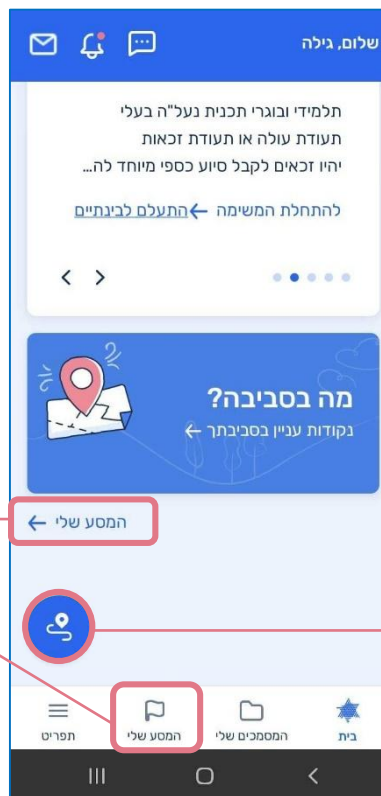 שלום, גילה
תלמידי ובוגרי תכנית נעל"ה בעלי
תעודת עולה או תעודת זכאות
יהיו זכאים לקבל סיוע כספי מיוחד לה...
להתחלת המשימה ← התעלם לבינתיים
מה בסביבה?
נקודות עניין בסביבתך ←
המסע שלי ←
בית
המסמכים שלי
המסע שלי
תפריט